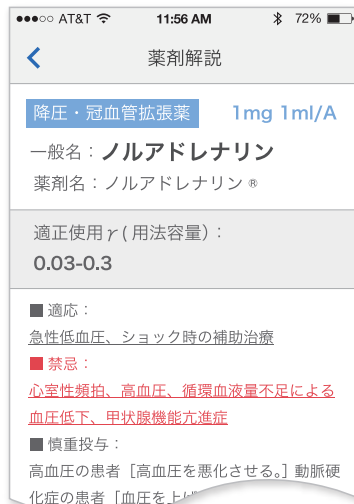 AT&T 11:56 AM 72%
薬剤解説
降圧・冠血管拡張薬 1mg 1ml/A
一般名：ノルアドレナリン
薬剤名：ノルアドレナリン ®
適正使用γ(用法容量)：
0.03-0.3
■ 適応：
急性低血圧、ショック時の補助治療
■ 禁忌：
心室性頻拍、高血圧、循環血液量不足による
血圧低下、甲状腺機能亢進症
■ 慎重投与：
高血圧の患者［高血圧を悪化させる。］動脈硬
化症の患者［血圧を上げ